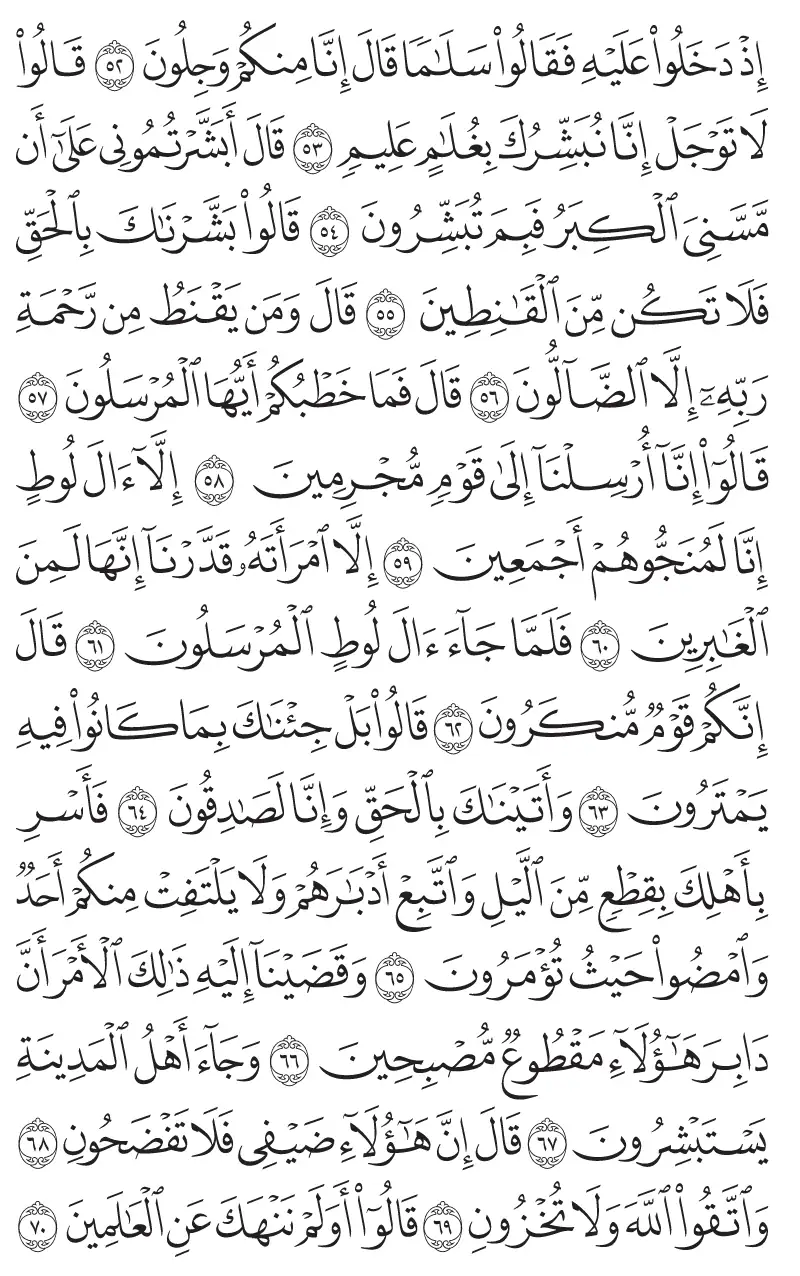 إِذۡ دَخَلُواْ عَلَيۡهِ فَقَالُواْ سَلَٰمٗا قَالَ إِنَّا مِنكُمۡ وَجِلُونَ ٥٢ قَالُواْ
لَا تَوۡجَلۡ إِنَّا نُبَشِّرُكَ بِغُلَٰمٍ عَلِيمٖ ٥٣ قَالَ أَبَشَّرۡتُمُونِي عَلَىٰٓ أَن
مَّسَّنِيَ ٱلۡكِبَرُ فَبِمَ تُبَشِّرُونَ ٥٤ قَالُواْ بَشَّرۡنَٰكَ بِٱلۡحَقِّ
فَلَا تَكُن مِّنَ ٱلۡقَٰنِطِينَ ٥٥ قَالَ وَمَن يَقۡنَطُ مِن رَّحۡمَةِ
رَبِّهِۦٓ إِلَّا ٱلضَّآلُّونَ ٥٦ قَالَ فَمَا خَطۡبُكُمۡ أَيُّهَا ٱلۡمُرۡسَلُونَ ٥٧
قَالُوٓاْ إِنَّآ أُرۡسِلۡنَآ إِلَىٰ قَوۡمٖ مُّجۡرِمِينَ ٥٨ إِلَّآ ءَالَ لُوطٍ
إِنَّا لَمُنَجُّوهُمۡ أَجۡمَعِينَ ٥٩ إِلَّا ٱمۡرَأَتَهُۥ قَدَّرۡنَآ إِنَّهَا لَمِنَ
ٱلۡغَٰبِرِينَ ٦٠ فَلَمَّا جَآءَ ءَالَ لُوطٍ ٱلۡمُرۡسَلُونَ ٦١ قَالَ
إِنَّكُمۡ قَوۡمٞ مُّنكَرُونَ ٦٢ قَالُواْ بَلۡ جِئۡنَٰكَ بِمَا كَانُواْ فِيهِ
يَمۡتَرُونَ ٦٣ وَأَتَيۡنَٰكَ بِٱلۡحَقِّ وَإِنَّا لَصَٰدِقُونَ ٦٤ فَأَسۡرِ
بِأَهۡلِكَ بِقِطۡعٖ مِّنَ ٱلَّيۡلِ وَٱتَّبِعۡ أَدۡبَٰرَهُمۡ وَلَا يَلۡتَفِتۡ مِنكُمۡ أَحَدٞ
وَٱمۡضُواْ حَيۡثُ تُؤۡمَرُونَ ٦٥ وَقَضَيۡنَآ إِلَيۡهِ ذَٰلِكَ ٱلۡأَمۡرَ أَنَّ
دَابِرَ هَٰٓؤُلَآءِ مَقۡطُوعٞ مُّصۡبِحِينَ ٦٦ وَجَآءَ أَهۡلُ ٱلۡمَدِينَةِ
يَسۡتَبۡشِرُونَ ٦٧ قَالَ إِنَّ هَٰٓؤُلَآءِ ضَيۡفِي فَلَا تَفۡضَحُونِ ٦٨
وَٱتَّقُواْ ٱللَّهَ وَلَا تُخۡزُونِ ٦٩ قَالُوٓاْ أَوَلَمۡ نَنۡهَكَ عَنِ ٱلۡعَٰلَمِينَ ٧٠